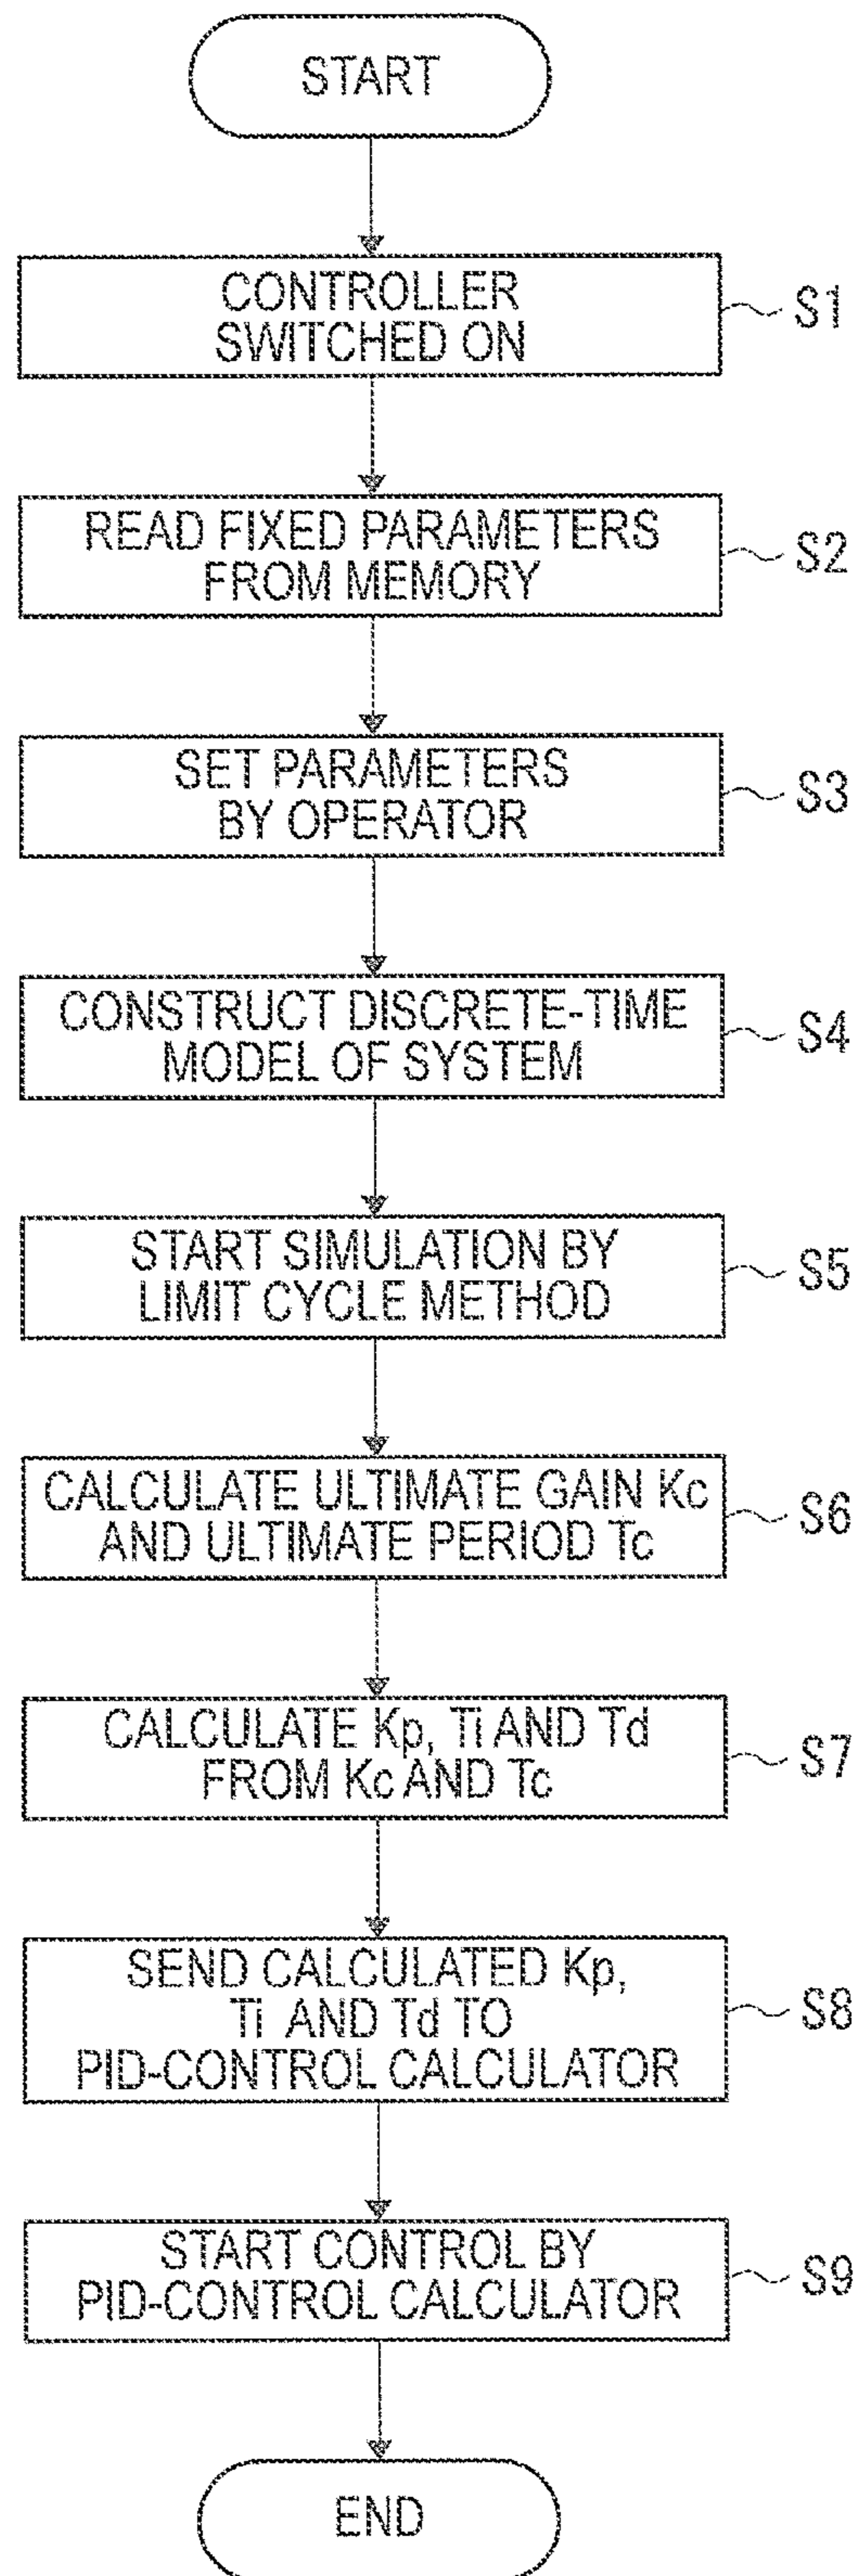 START
CONTROLLER
SWITCHED ON
S1
READ FIXED PARAMETERS
FROM MEMORY
S2
SET PARAMETERS
BY OPERATOR
S3
CONSTRUCT DISCRETE-TIME
MODEL OF SYSTEM
S4
START SIMULATION BY
LIMIT CYCLE METHOD
S5
CALCULATE ULTIMATE GAIN Kc
AND ULTIMATE PERIOD Tc
S6
CALCULATE Kp, Ti AND Td
FROM Kc AND Tc
S7
SEND CALCULATED Kp,
Ti AND Td TO
PID-CONTROL CALCULATOR
S8
START CONTROL BY
PID-CONTROL CALCULATOR
S9
END